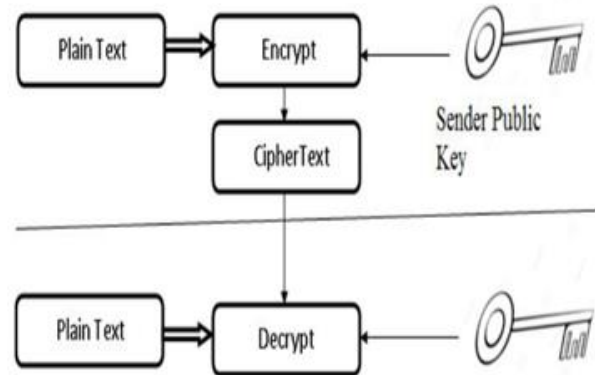 Plain Text
Encrypt
Sender Public
Key
CipherText
Plain Text
Decrypt